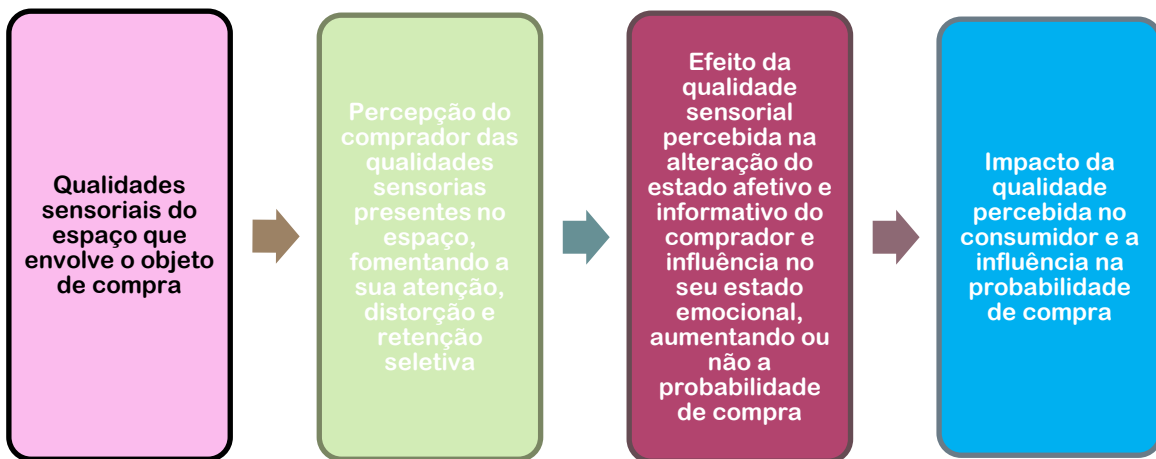 Qualidades
sensoriais do
espaço que
envolve o objeto
de compra
Percepção do
comprador das
qualidades
sensorias
presentes no
espaço,
fomentando a
sua atenção,
distorção e
retenção
seletiva
Efeito da
qualidade
sensorial
percebida na
alteração do
estado afetivo e
informativo do
comprador e
influência no
seu estado
emocional,
aumentando ou
não a
probabilidade
de compra
Impacto da
qualidade
percebida no
consumidor e a
influência na
probabilidade
de compra